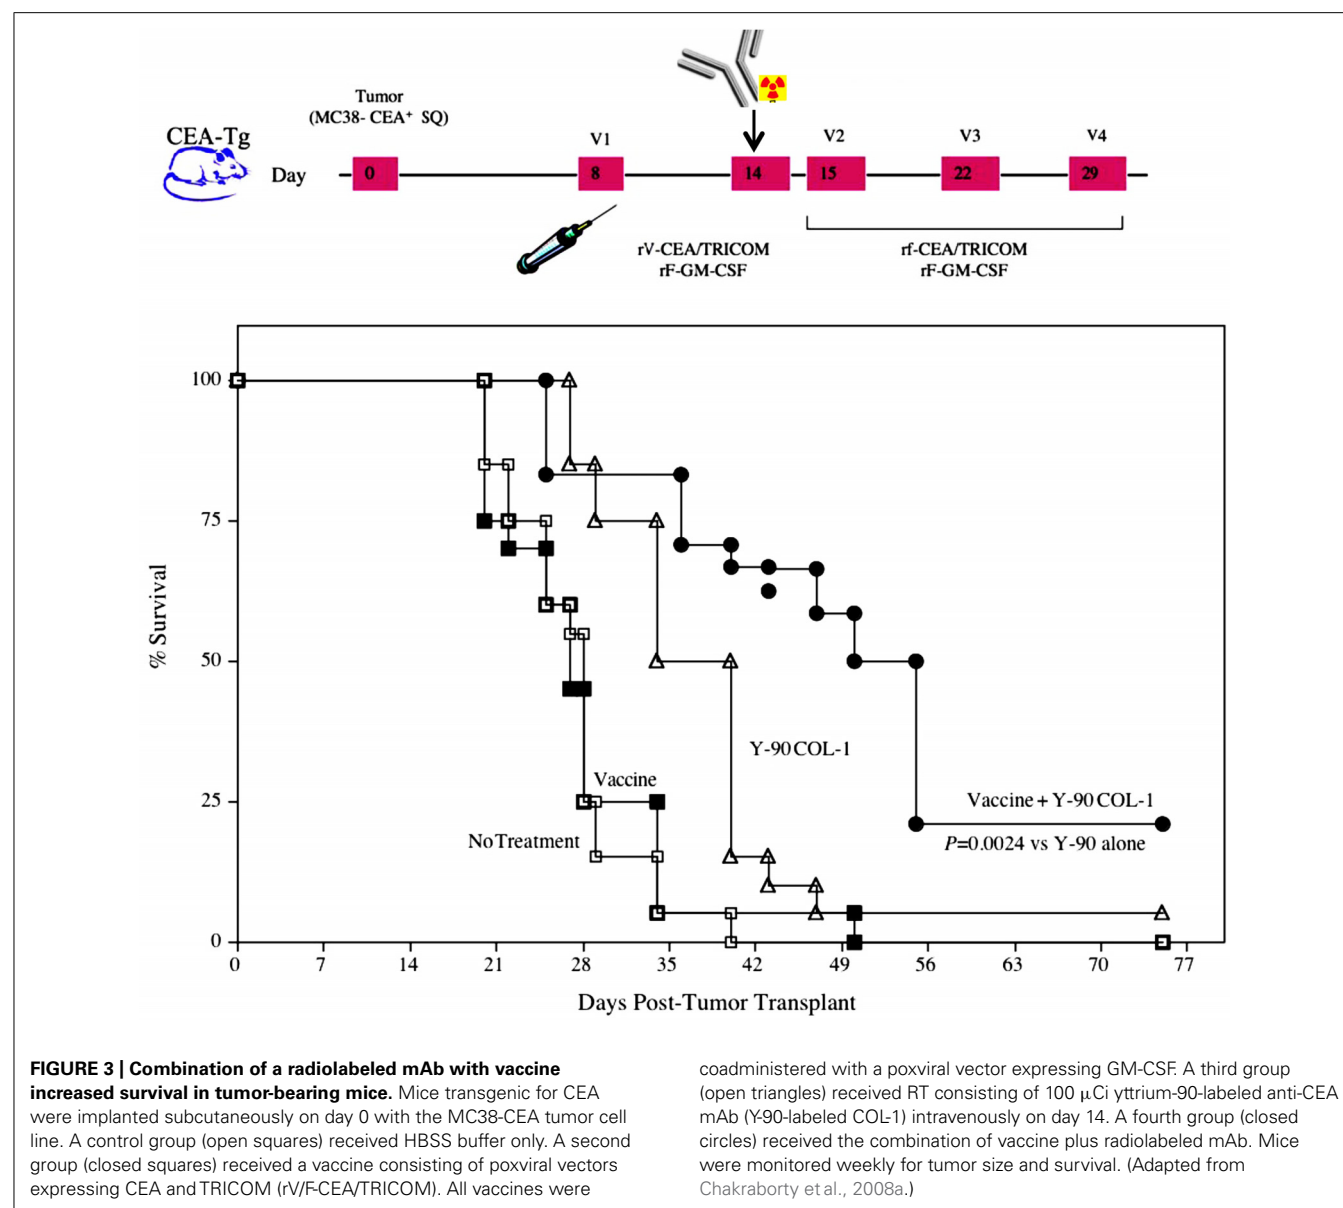 Tumor
(MC38- CEA⁺ SQ)
CEA-Tg
V1
V2
V3
V4
Day
0
8
14
15
22
29
rV-CEA/TRICOM
rF-GM-CSF
rf-CEA/TRICOM
rF-GM-CSF
100
75
50
25
0
% Survival
Y-90 COL-1
Vaccine
Vaccine + Y-90 COL-1
No Treatment
P=0.0024 vs Y-90 alone
0 7 14 21 28 35 42 49 56 63 70 77
Days Post-Tumor Transplant
FIGURE 3 | Combination of a radiolabeled mAb with vaccine
increased survival in tumor-bearing mice. Mice transgenic for CEA
were implanted subcutaneously on day 0 with the MC38-CEA tumor cell
line. A control group (open squares) received HBSS buffer only. A second
group (closed squares) received a vaccine consisting of poxviral vectors
expressing CEA and TRICOM (rV/F-CEA/TRICOM). All vaccines were
coadministered with a poxviral vector expressing GM-CSF. A third group
(open triangles) received RT consisting of 100 μCi yttrium-90-labeled anti-CEA
mAb (Y-90-labeled COL-1) intravenously on day 14. A fourth group (closed
circles) received the combination of vaccine plus radiolabeled mAb. Mice
were monitored weekly for tumor size and survival. (Adapted from
Chakraborty et al., 2008a.)